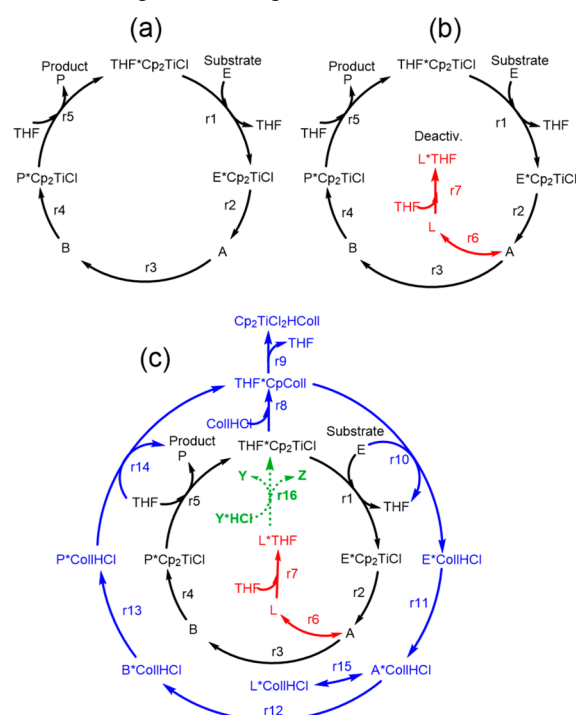 (a)
Product
P
THF*Cp₂TiCl
Substrate
E
THF
r5
r1
THF
P*Cp₂TiCl
E*Cp₂TiCl
r4
r2
B
A
r3
(b)
Product
P
THF*Cp₂TiCl
Substrate
E
THF
r5
r1
THF
Deactiv.
L*THF
P*Cp₂TiCl
E*Cp₂TiCl
THF
r7
r4
r2
L
r6
B
A
r3
(c)
Cp₂TiCl₂HColl
THF
r9
THF*CpColl
CollHCl
r8
Product
P
THF*Cp₂TiCl
Substrate
E
r14
r10
Y
Z
THF
r5
r16
r1
THF
Y*HCl
L*THF
P*CollHCl
P*Cp₂TiCl
E*Cp₂TiCl
E*CollHCl
THF
r7
r4
r2
r13
r11
L
r6
B
A
r3
B*CollHCl
L*CollHCl
r15
A*CollHCl
r12